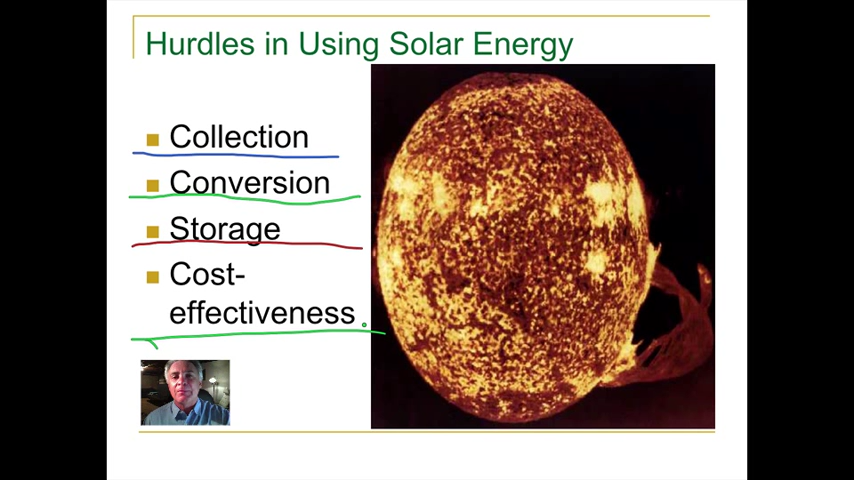 Hurdles in Using Solar Energy
Collection
Conversion
Storage
Cost-
effectiveness